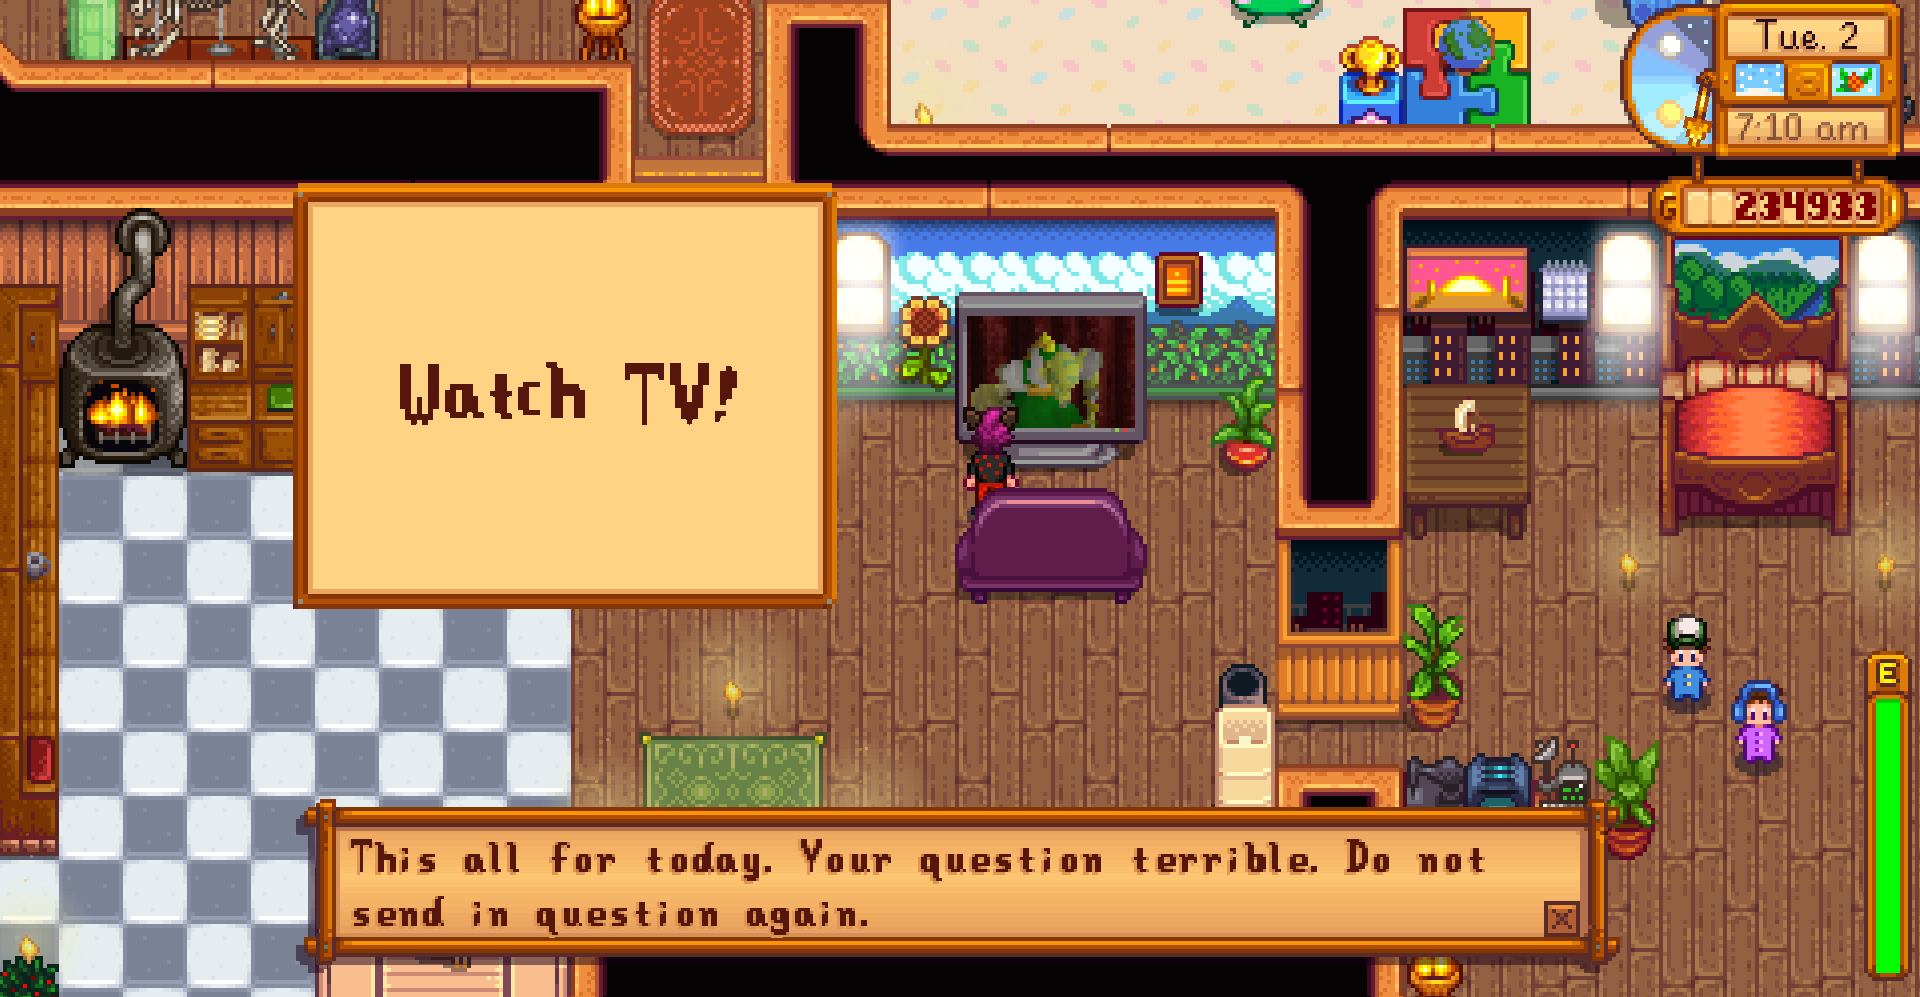 Tue. 2
7:10 am
G 234933
Watch TV!
E
This all for today. Your question terrible. Do not
send in question again.